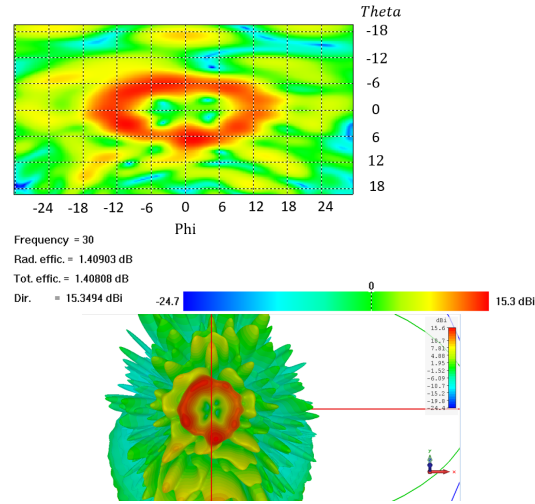 Theta
-18
-12
-6
0
6
12
18
-24 -18 -12 -6 0 6 12 18 24
Phi
Frequency = 30
Rad. effic. = 1.40903 dB
Tot. effic. = 1.40808 dB
Dir. = 15.3494 dBi
-24.7 0 15.3 dBi
dBi
15.6
10.7
7.81
4.88
1.95
-1.52
-6.09
-10.7
-15.2
-19.8
-24.4